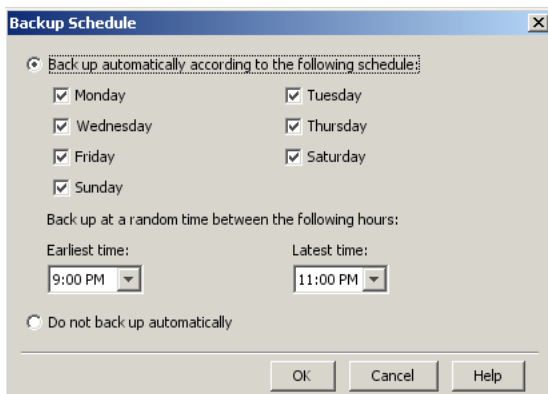 Backup Schedule
Back up automatically according to the following schedule:
Monday
Tuesday
Wednesday
Thursday
Friday
Saturday
Sunday
Back up at a random time between the following hours:
Earliest time:
Latest time:
9:00 PM
11:00 PM
Do not back up automatically
OK
Cancel
Help